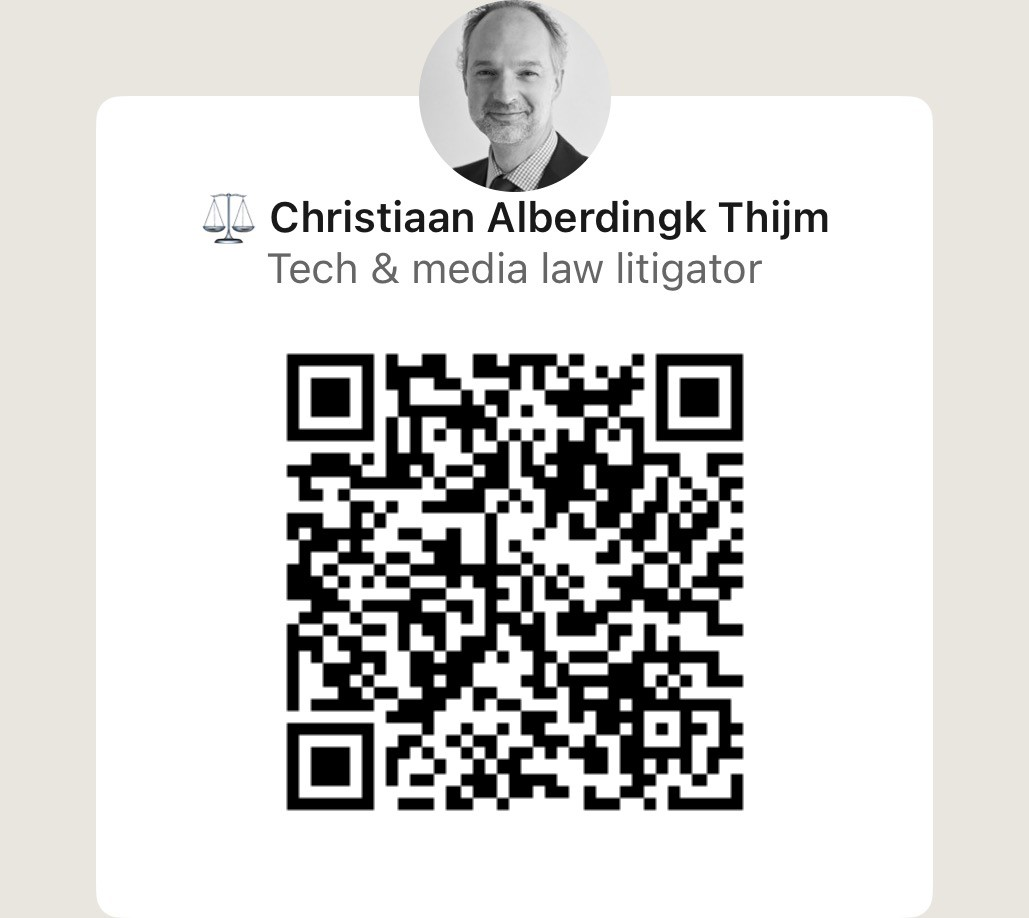 ⚖️ Christiaan Alberdingk Thijm
Tech & media law litigator